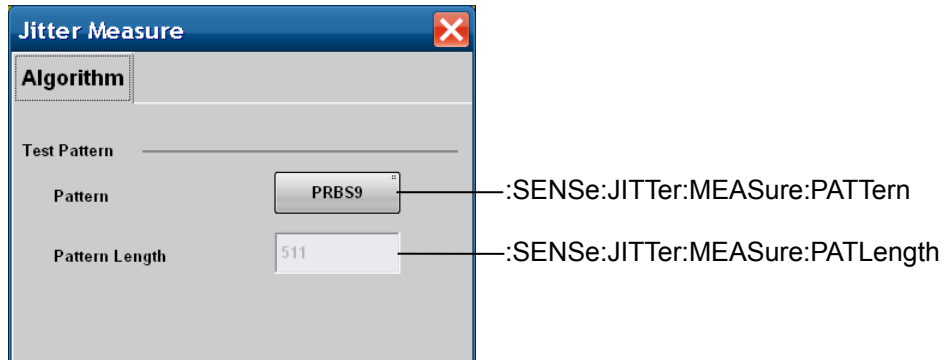 Jitter Measure
Algorithm
Test Pattern
Pattern
PRBS9
:SENSe:JITTer:MEASure:PATTern
Pattern Length
511
:SENSe:JITTer:MEASure:PATLength